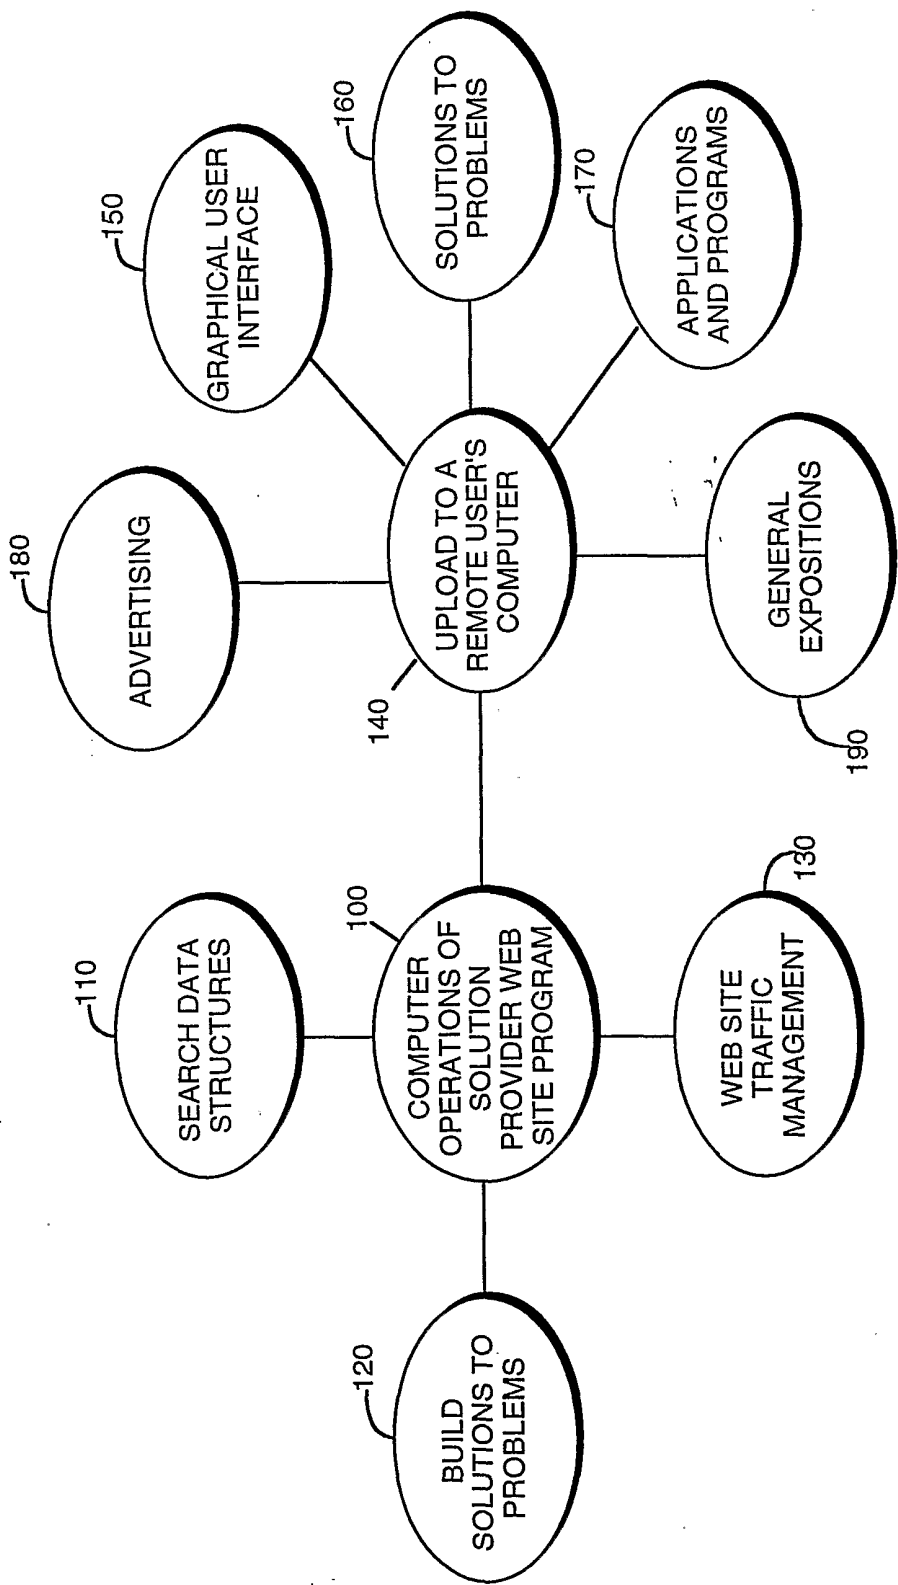 120
BUILD
SOLUTIONS TO
PROBLEMS
110
SEARCH DATA
STRUCTURES
100
COMPUTER
OPERATIONS OF
SOLUTION
PROVIDER WEB
SITE PROGRAM
130
WEB SITE
TRAFFIC
MANAGEMENT
140
UPLOAD TO A
REMOTE USER'S
COMPUTER
180
ADVERTISING
150
GRAPHICAL USER
INTERFACE
160
SOLUTIONS TO
PROBLEMS
170
APPLICATIONS
AND PROGRAMS
190
GENERAL
EXPOSITIONS